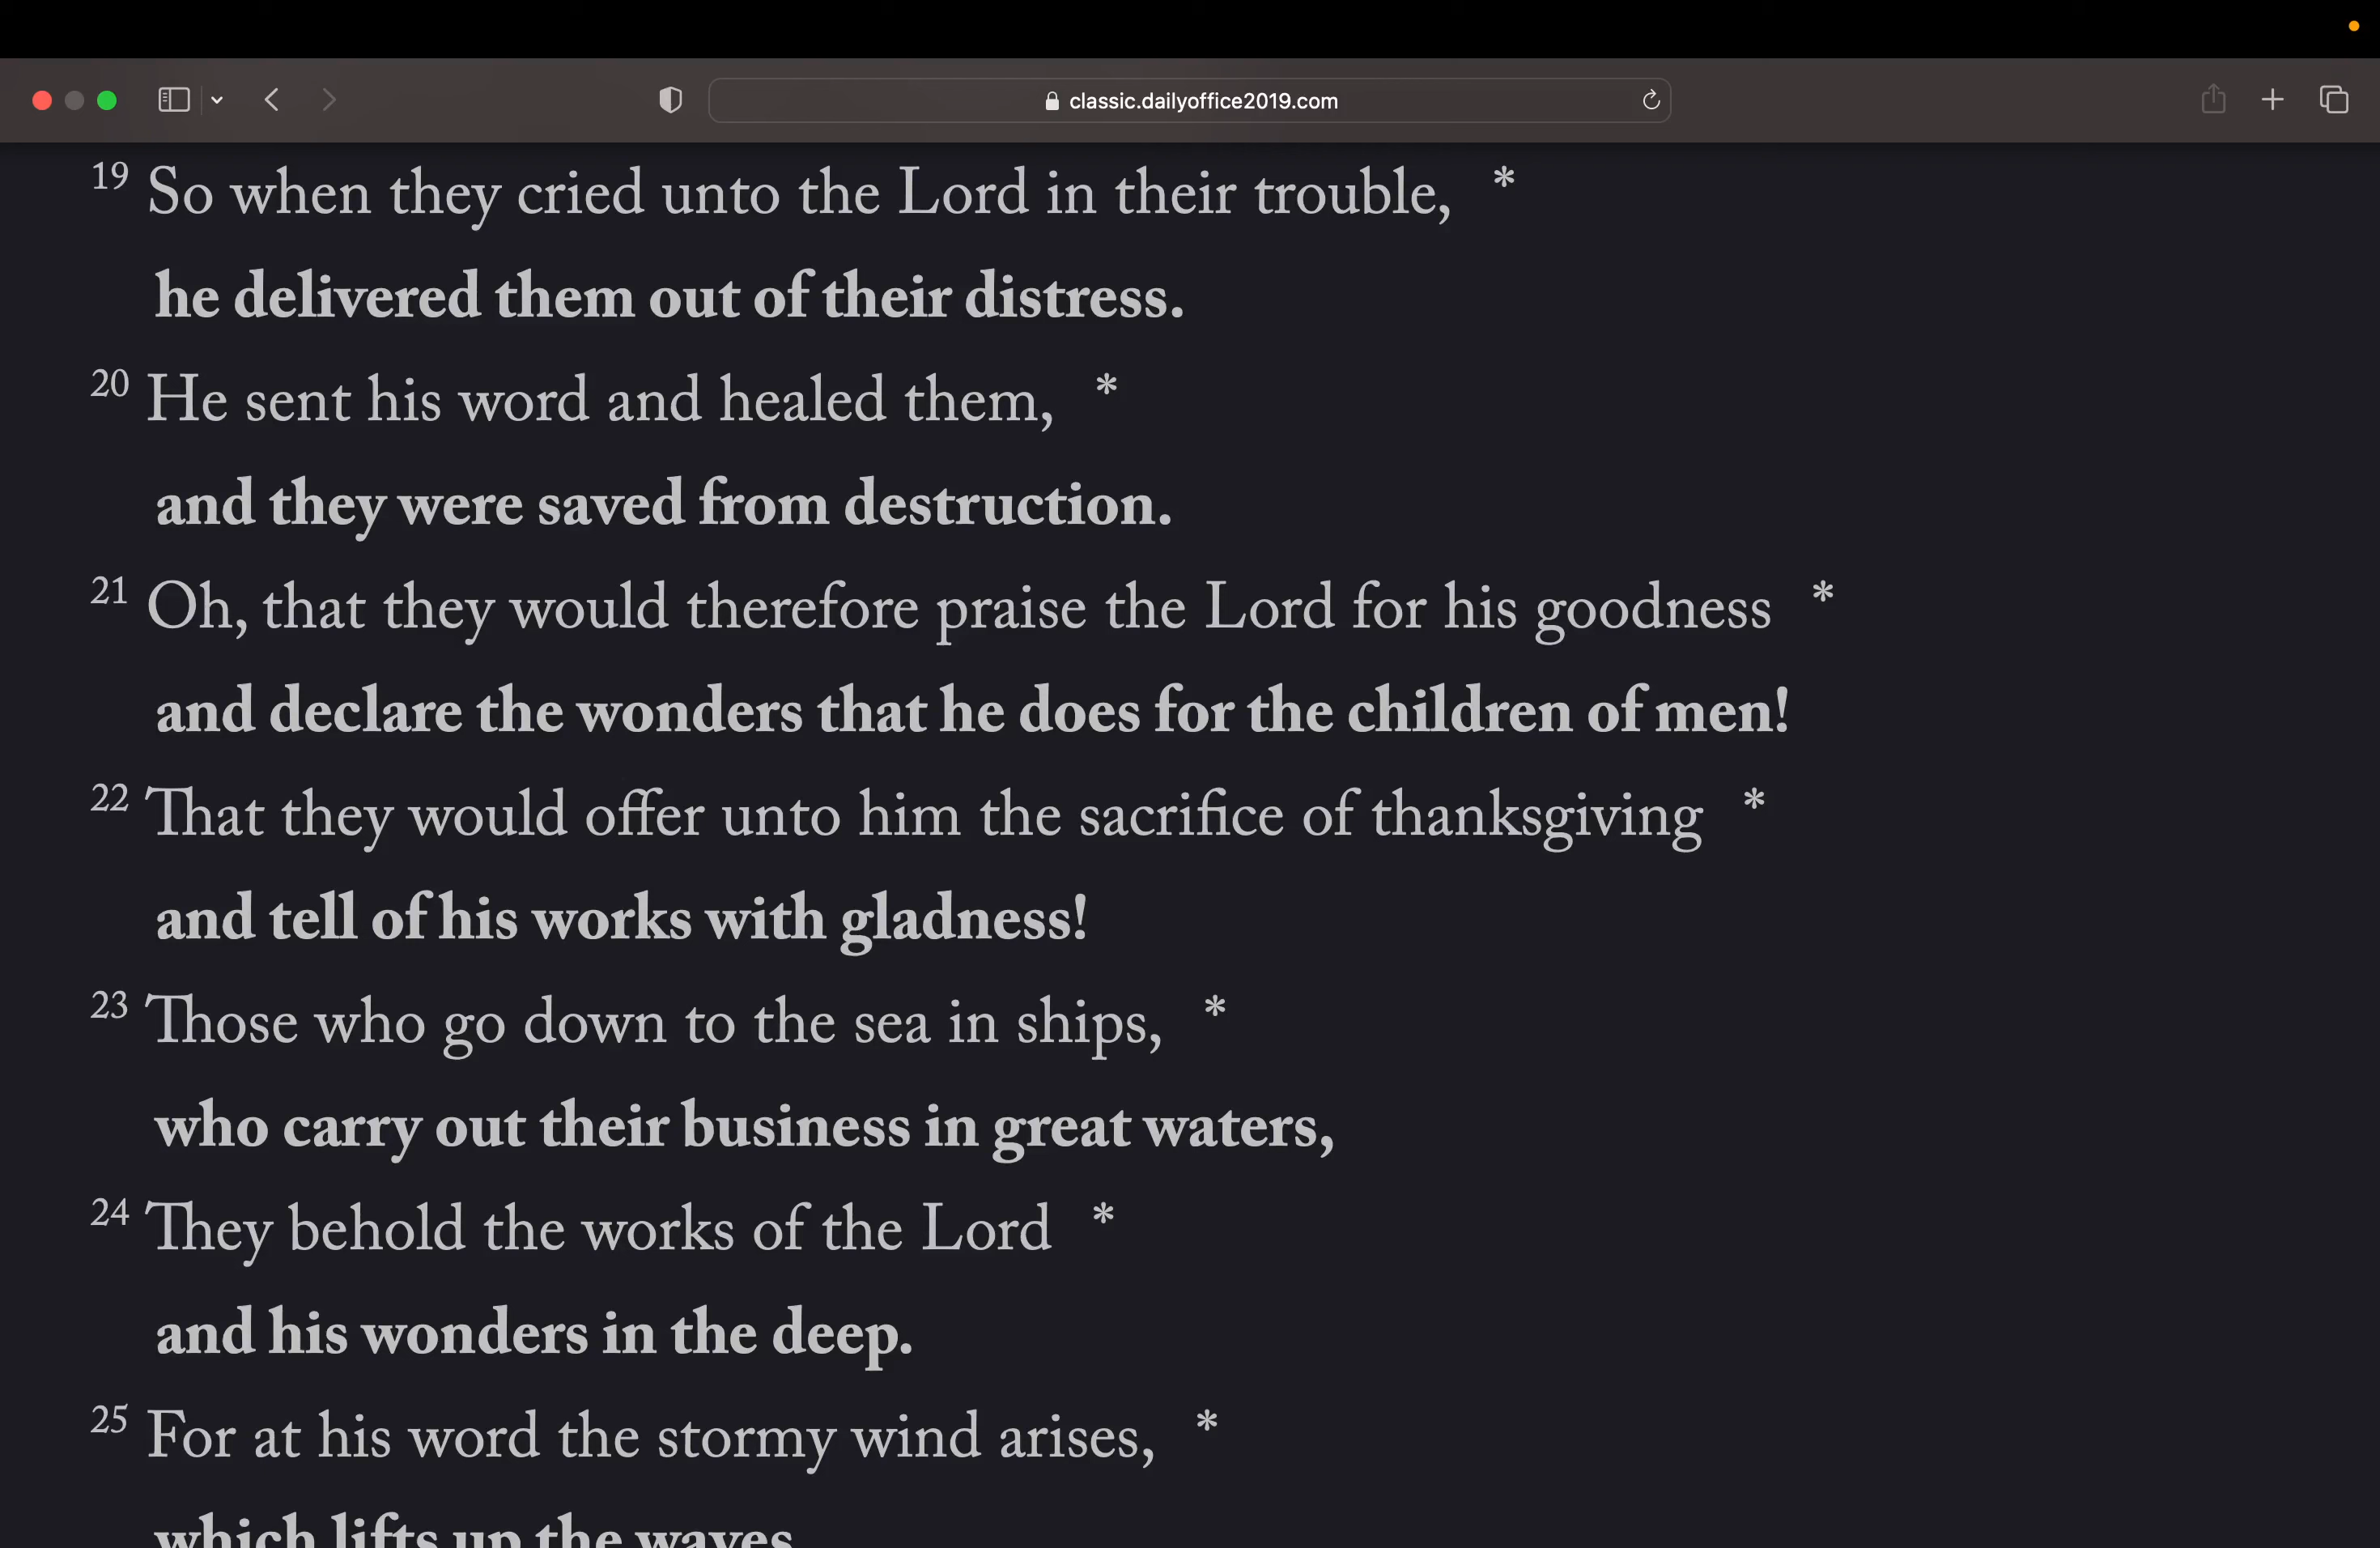 classic.dailyoffice2019.com
19 So when they cried unto the Lord in their trouble, *
he delivered them out of their distress.
20 He sent his word and healed them, *
and they were saved from destruction.
21 Oh, that they would therefore praise the Lord for his goodness *
and declare the wonders that he does for the children of men!
22 That they would offer unto him the sacrifice of thanksgiving *
and tell of his works with gladness!
23 Those who go down to the sea in ships, *
who carry out their business in great waters,
24 They behold the works of the Lord *
and his wonders in the deep.
25 For at his word the stormy wind arises, *
which lifts up the waves